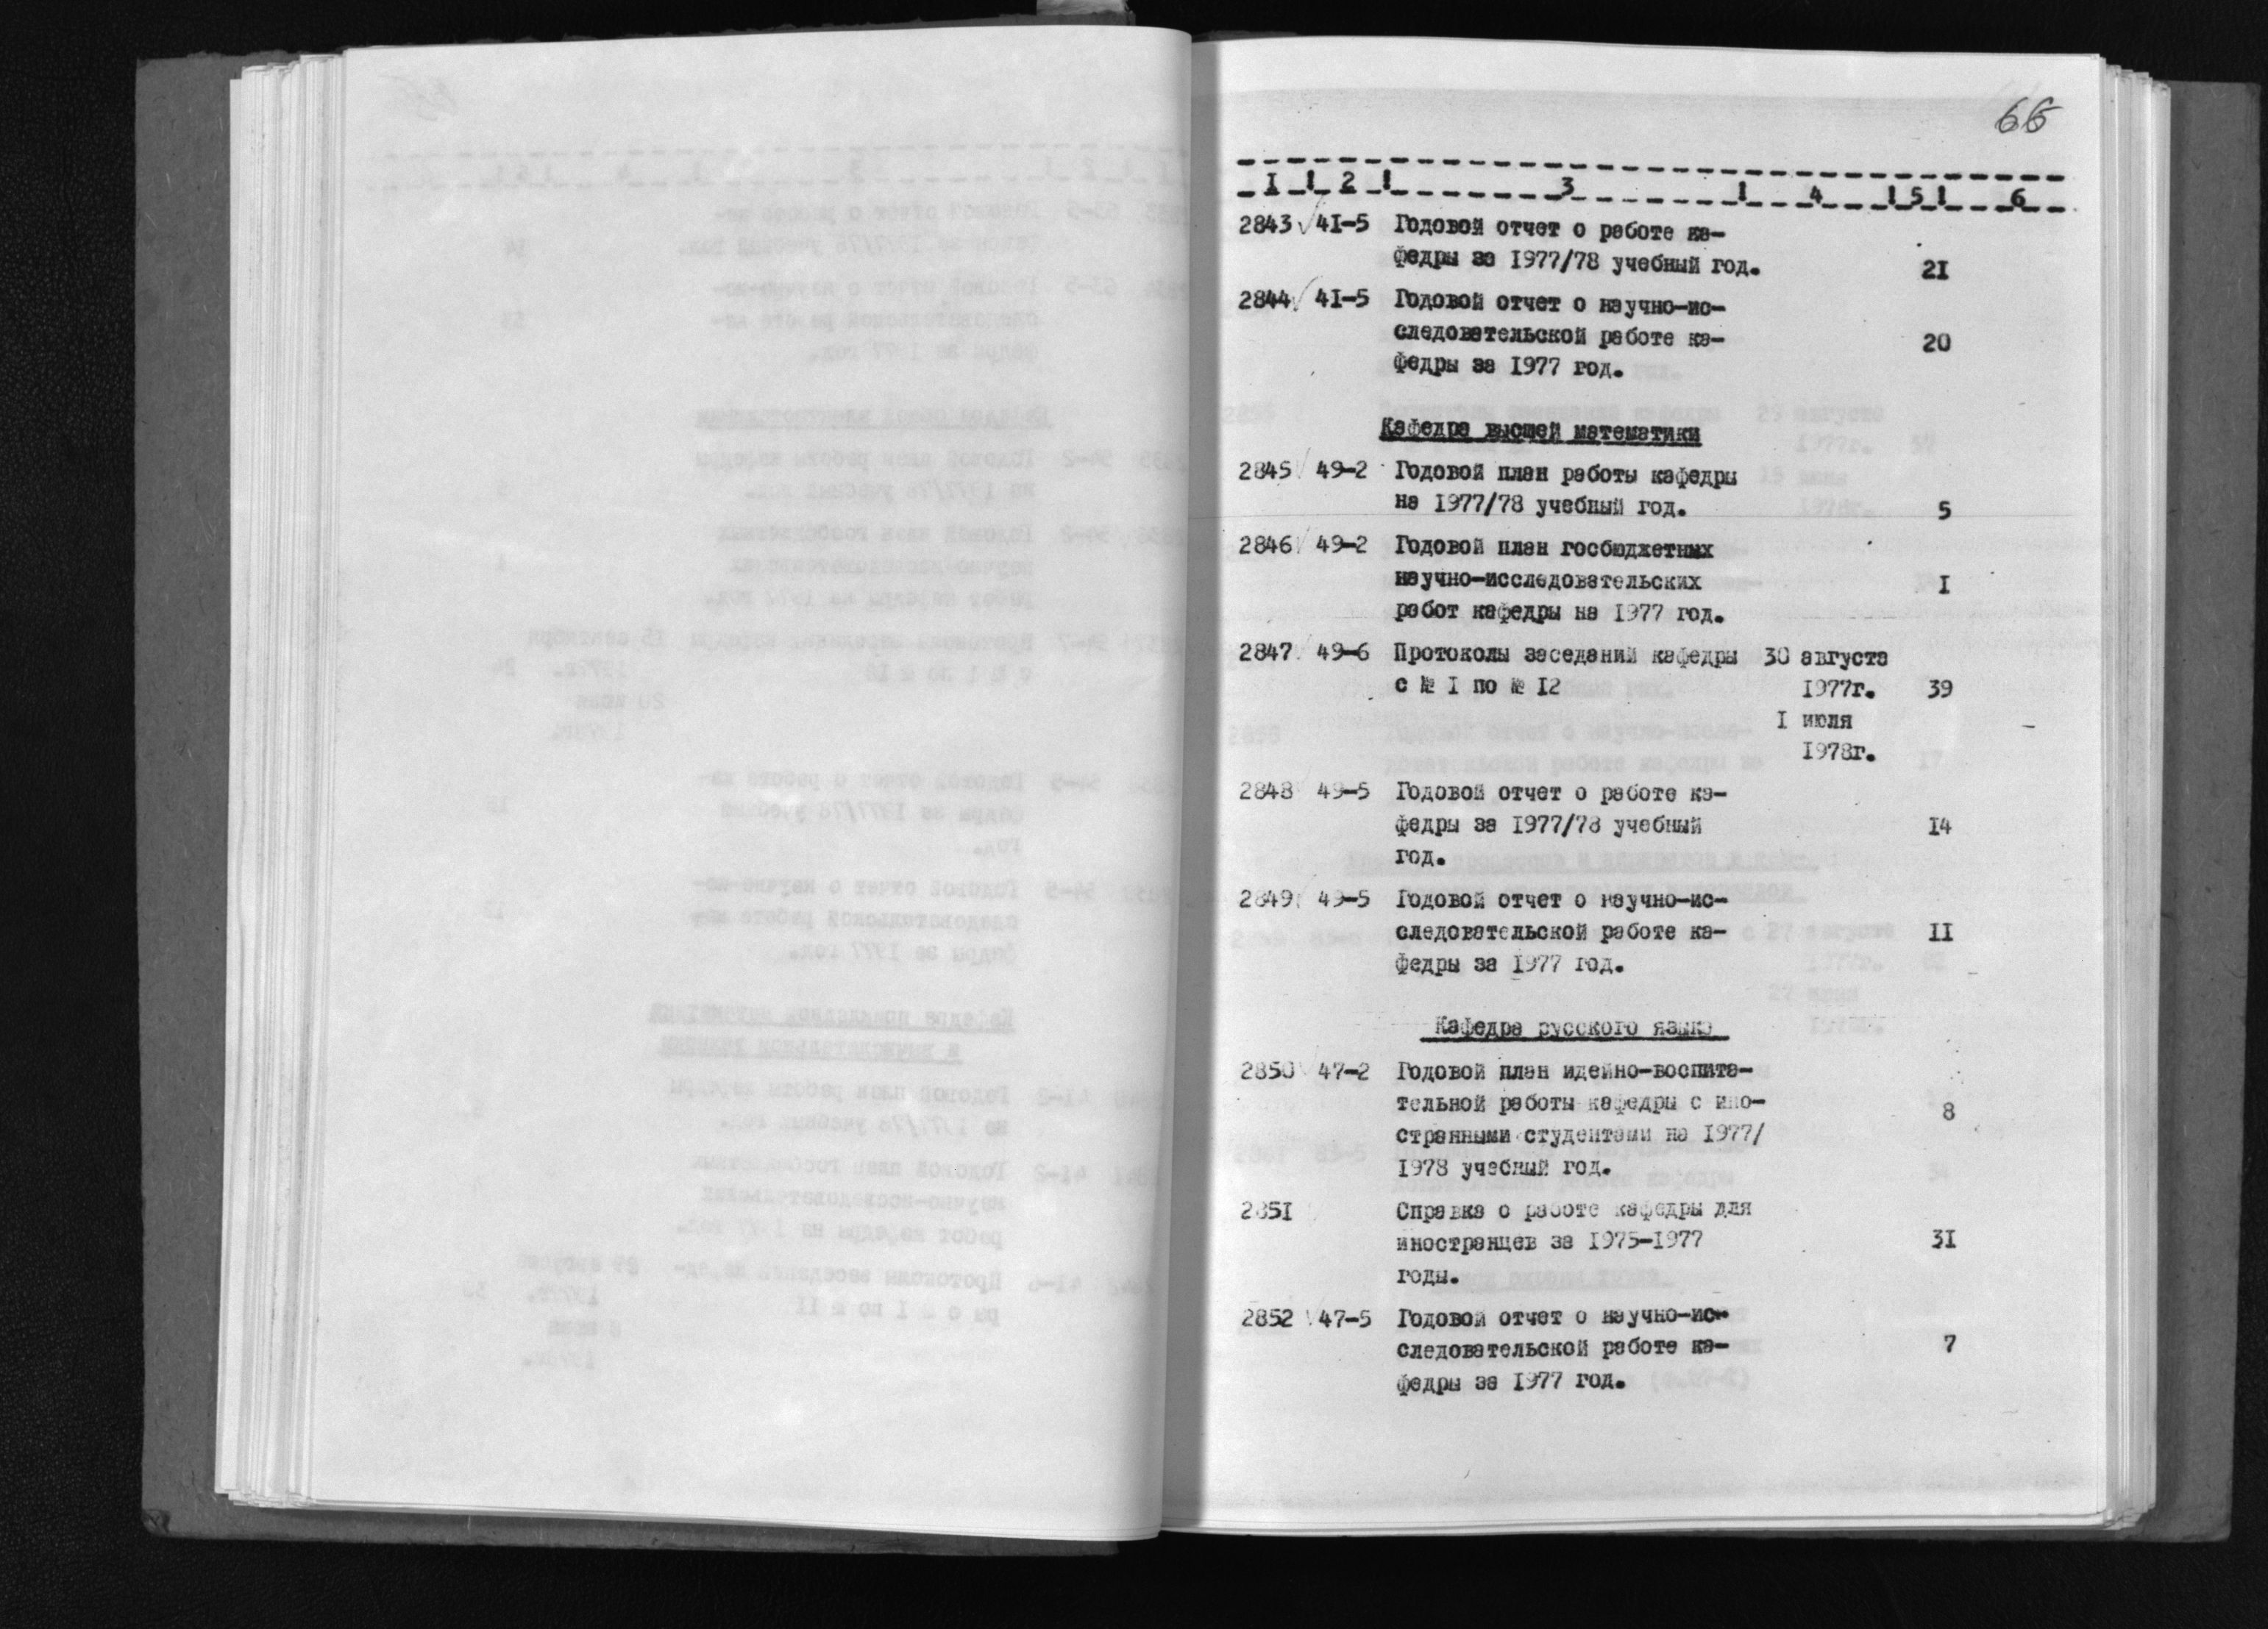 66
I ! 2 ! 3 ! 4 ! 5 ! 6
2843 √ 41-5 Годовой отчет о работе ка-
федры за 1977/78 учебный год. 21
2844 √ 41-5 Годовой отчет о научно-ис-
следовательской работе ка- 20
федры за 1977 год.
Кафедра высшей математики
2845 √ 49-2 Годовой план работы кафедры
на 1977/78 учебный год. 5
2846 √ 49-2 Годовой план госбюджетных
научно-исследовательских I
работ кафедры на 1977 год.
2847 49-6 Протоколы заседаний кафедры 30 августа
с № I по № I2 1977г. 39
I июля
1978г.
2848 49-5 Годовой отчет о работе ка-
федры за 1977/78 учебный I4
год.
2849 49-5 Годовой отчет о научно-ис-
следовательской работе ка- II
федры за 1977 год.
Кафедра русского языка
2850 √ 47-2 Годовой план идейно-воспита-
тельной работы кафедры с ино- 8
странными студентами на 1977/
1978 учебный год.
2851 Справка о работе кафедры для
иностранцев за 1975-1977 31
годы.
2852 √ 47-5 Годовой отчет о научно-ис-
следовательской работе ка- 7
федры за 1977 год.